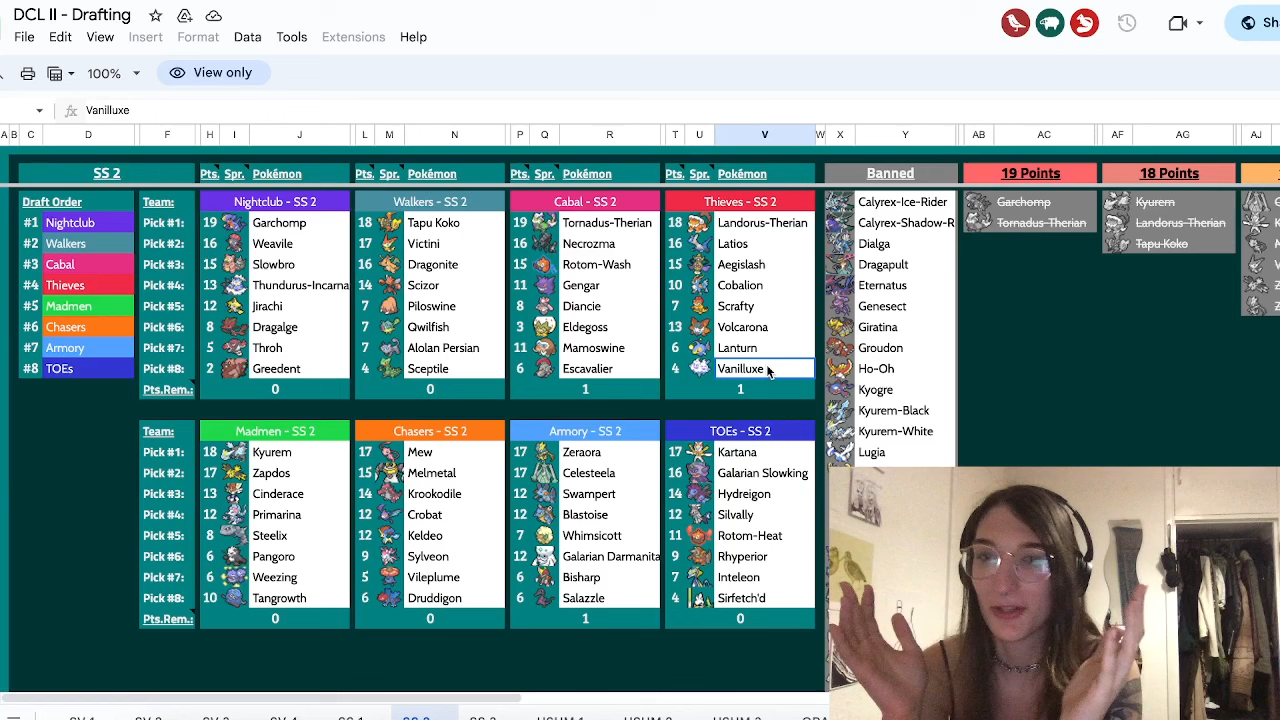 DCL II - Drafting
File Edit View Insert Format Data Tools Extensions Help
100% View only
Vanilluxe
A B C D F H I J L M N P Q R T U V W X Y AB AC AF AG AJ
SS 2 Pts. Spr. Pokémon Pts. Spr. Pokémon Pts. Spr. Pokémon Pts. Spr. Pokémon Banned 19 Points 18 Points
Draft Order Team: Nightclub - SS 2 Walkers - SS 2 Cabal - SS 2 Thieves - SS 2 Calyrex-Ice-Rider Garchomp Kyurem
#1 Nightclub Pick #1: 19 Garchomp 18 Tapu Koko 19 Tornadus-Therian 18 Landorus-Therian Calyrex-Shadow-R Tornadus-Therian Landorus-Therian
#2 Walkers Pick #2: 16 Weavile 17 Victini 16 Necrozma 16 Latios Dialga Tapu Koko
#3 Cabal Pick #3: 15 Slowbro 16 Dragonite 15 Rotom-Wash 15 Aegislash Dragapult
#4 Thieves Pick #4: 13 Thundurus-Incarna 14 Scizor 11 Gengar 10 Cobalion Eternatus
#5 Madmen Pick #5: 12 Jirachi 7 Piloswine 8 Diancie 7 Scrafty Genesect
#6 Chasers Pick #6: 8 Dragalge 7 Qwilfish 3 Eldegoss 13 Volcarona Giratina
#7 Armory Pick #7: 5 Throh 7 Alolan Persian 11 Mamoswine 6 Lanturn Groudon
#8 TOEs Pick #8: 2 Greedent 4 Sceptile 6 Escavalier 4 Vanilluxe Ho-Oh
Pts.Rem.: 0 0 1 1 Kyogre
Kyurem-Black
Team: Madmen - SS 2 Chasers - SS 2 Armory - SS 2 TOEs - SS 2 Kyurem-White
Pick #1: 18 Kyurem 17 Mew 17 Zeraora 17 Kartana Lugia
Pick #2: 17 Zapdos 15 Melmetal 17 Celesteela 16 Galarian Slowking
Pick #3: 13 Cinderace 14 Krookodile 12 Swampert 14 Hydreigon
Pick #4: 12 Primarina 12 Crobat 12 Blastoise 12 Silvally
Pick #5: 8 Steelix 12 Keldeo 7 Whimsicott 11 Rotom-Heat
Pick #6: 6 Pangoro 9 Sylveon 12 Galarian Darmanita 9 Rhyperior
Pick #7: 6 Weezing 5 Vileplume 6 Bisharp 7 Inteleon
Pick #8: 10 Tangrowth 6 Druddigon 6 Salazzle 4 Sirfetch'd
Pts.Rem.: 0 0 1 0